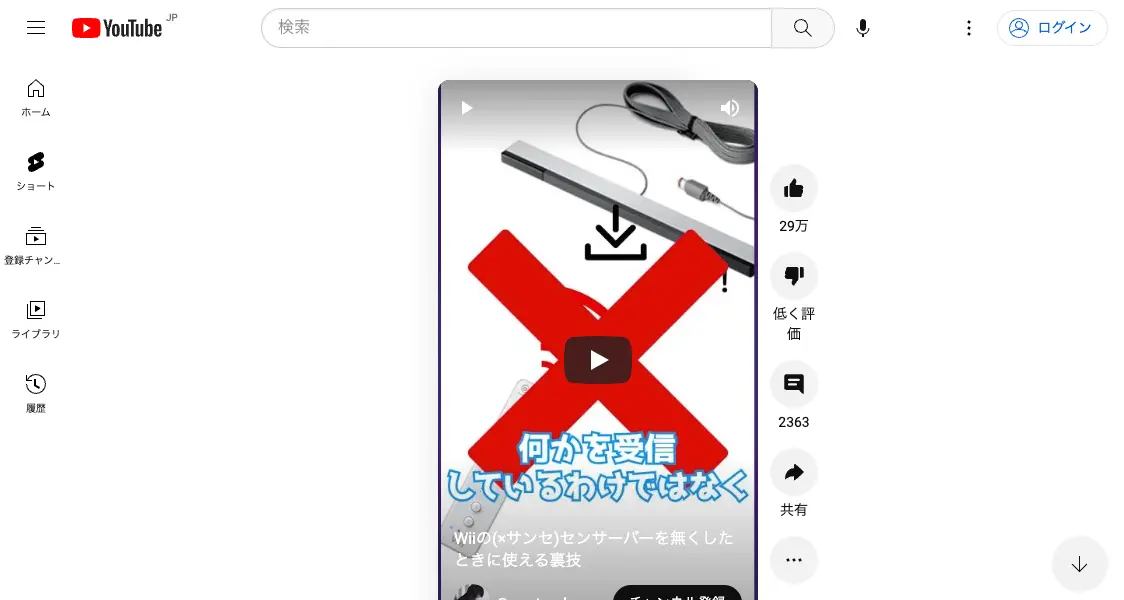 YouTube JP
検索
ログイン
ホーム
ショート
登録チャン...
ライブラリ
履歴
!
何かを受信
しているわけではなく
Wiiの(×サンセ)センサーバーを無くした
ときに使える裏技
チャンネル登録
29万
低く評
価
2363
共有